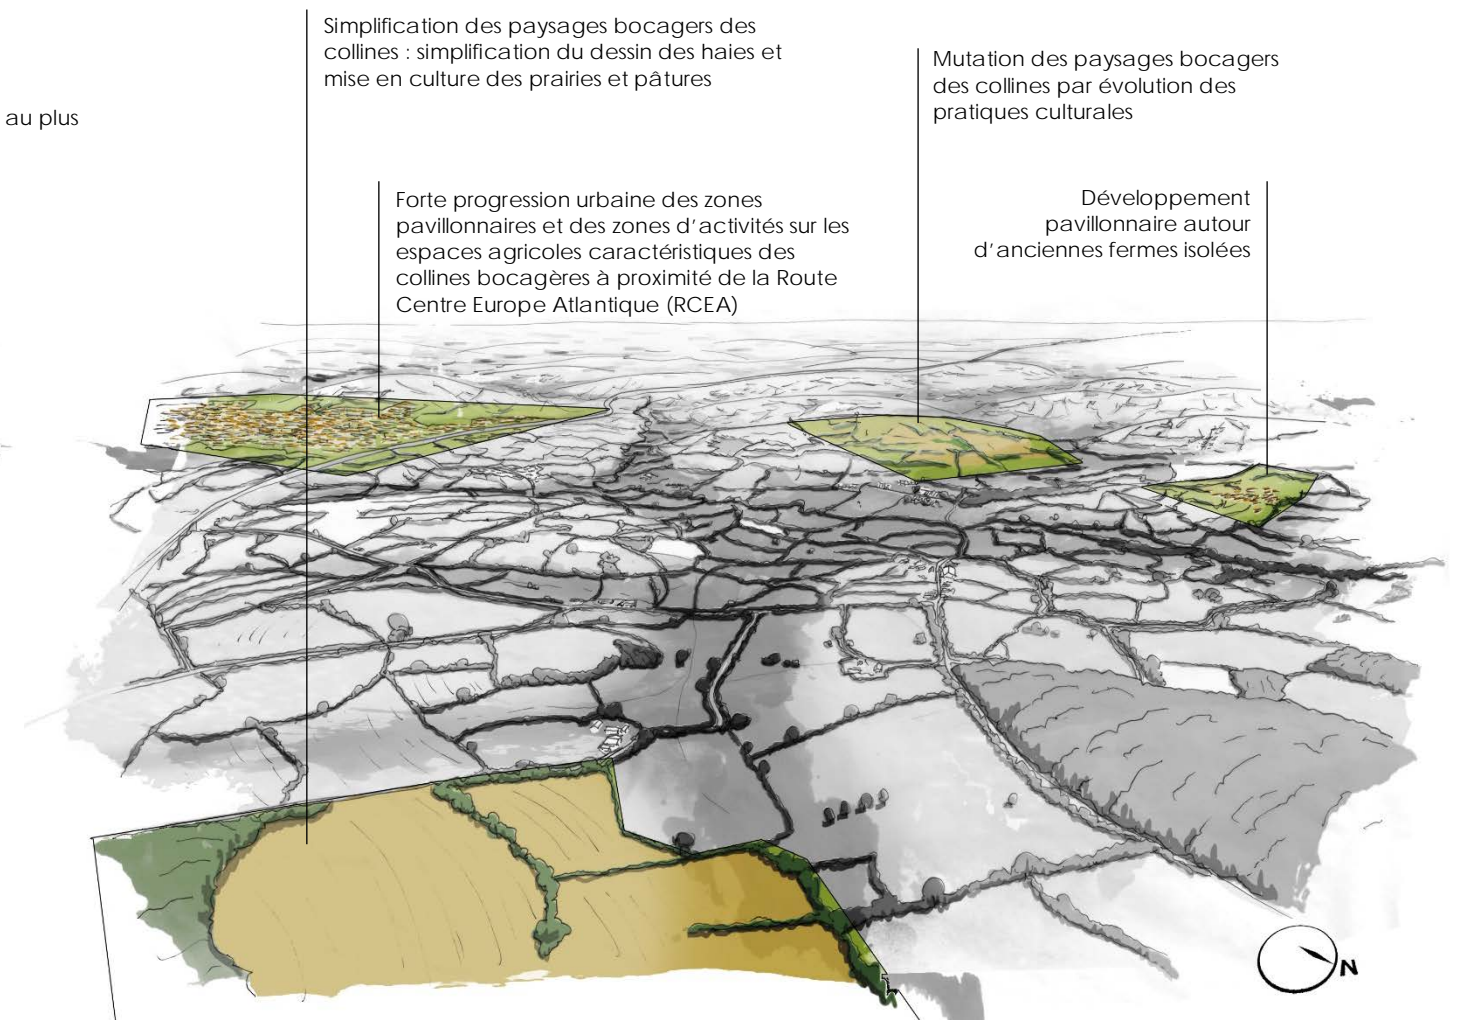 au plus
Simplification des paysages bocagers des
collines : simplification du dessin des haies et
mise en culture des prairies et pâtures
Mutation des paysages bocagers
des collines par évolution des
pratiques culturales
Forte progression urbaine des zones
pavillonnaires et des zones d'activités sur les
espaces agricoles caractéristiques des
collines bocagères à proximité de la Route
Centre Europe Atlantique (RCEA)
Développement
pavillonnaire autour
d'anciennes fermes isolées
N